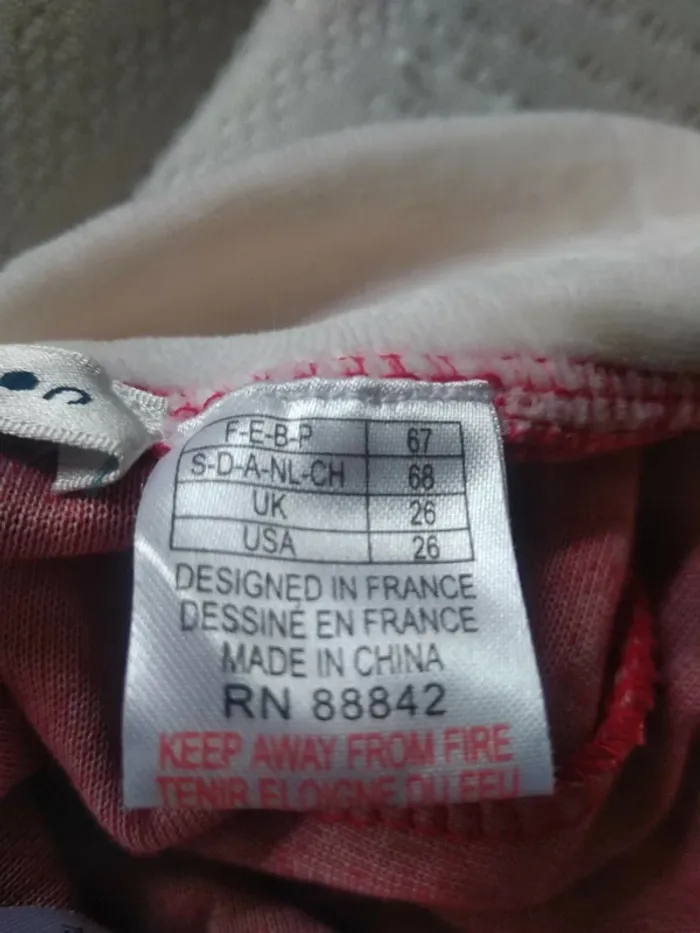 F-E-B-P 67
S-D-A-NL-CH 68
UK 26
USA 26
DESIGNED IN FRANCE
DESSINÉ EN FRANCE
MADE IN CHINA
RN 88842
KEEP AWAY FROM FIRE
TENIR ELOIGNE DU FEU